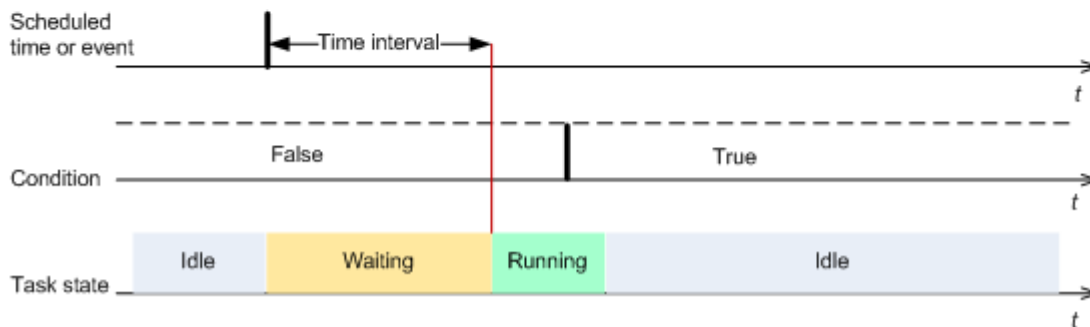 Scheduled
time or event
Time interval
t
False
True
Condition
t
Idle
Waiting
Running
Idle
Task state
t